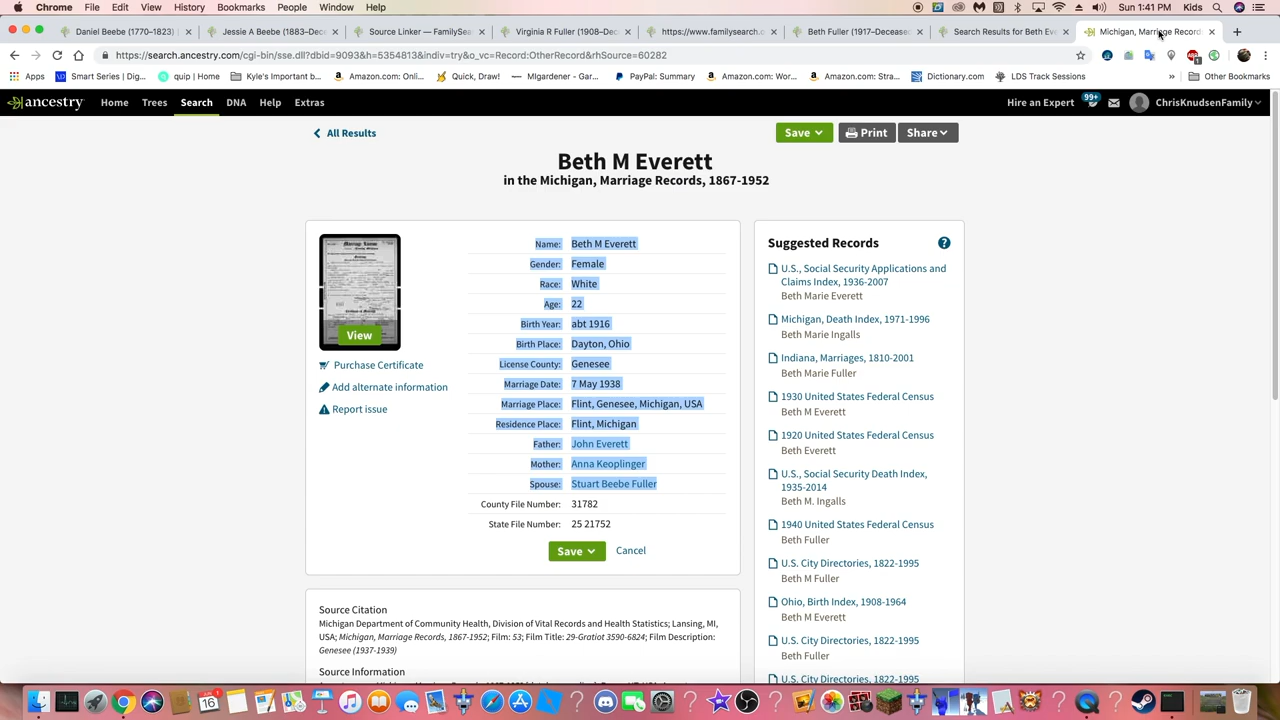 Chrome File Edit View History Bookmarks People Window Help Sun 1:41 PM Kids
Daniel Beebe (1770–1823) Jessie A Beebe (1883–Dec Source Linker — FamilySea Virginia R Fuller (1908–Dec https://www.familysearch.o Beth Fuller (1917–Deceased Search Results for Beth Eve Michigan, Marriage Record
https://search.ancestry.com/cgi-bin/sse.dll?dbid=9093&h=5354813&indiv=try&o_vc=Record:OtherRecord&rhSource=60282
Apps Smart Series | Dig... quip | Home Kyle's Important b... Amazon.com: Onli... Quick, Draw! MIgardener - Gar... PayPal: Summary Amazon.com: Wor... Amazon.com: Stra... Dictionary.com LDS Track Sessions » Other Bookmarks
ancestry Home Trees Search DNA Help Extras Hire an Expert 99+ ChrisKnudsenFamily
All Results Save Print Share
Beth M Everett
in the Michigan, Marriage Records, 1867-1952
View
Purchase Certificate
Add alternate information
Report issue
Name: Beth M Everett
Gender: Female
Race: White
Age: 22
Birth Year: abt 1916
Birth Place: Dayton, Ohio
License County: Genesee
Marriage Date: 7 May 1938
Marriage Place: Flint, Genesee, Michigan, USA
Residence Place: Flint, Michigan
Father: John Everett
Mother: Anna Keoplinger
Spouse: Stuart Beebe Fuller
County File Number: 31782
State File Number: 25 21752
Save Cancel
Source Citation
Michigan Department of Community Health, Division of Vital Records and Health Statistics; Lansing, MI,
USA; Michigan, Marriage Records, 1867-1952; Film: 53; Film Title: 29-Gratiot 3590-6824; Film Description:
Genesee (1937-1939)
Source Information
Suggested Records ?
U.S., Social Security Applications and
Claims Index, 1936-2007
Beth Marie Everett
Michigan, Death Index, 1971-1996
Beth Marie Ingalls
Indiana, Marriages, 1810-2001
Beth Marie Fuller
1930 United States Federal Census
Beth M Everett
1920 United States Federal Census
Beth Everett
U.S., Social Security Death Index,
1935-2014
Beth M. Ingalls
1940 United States Federal Census
Beth Fuller
U.S. City Directories, 1822-1995
Beth M Fuller
Ohio, Birth Index, 1908-1964
Beth M Everett
U.S. City Directories, 1822-1995
Beth Fuller
U.S. City Directories, 1822-1995
16